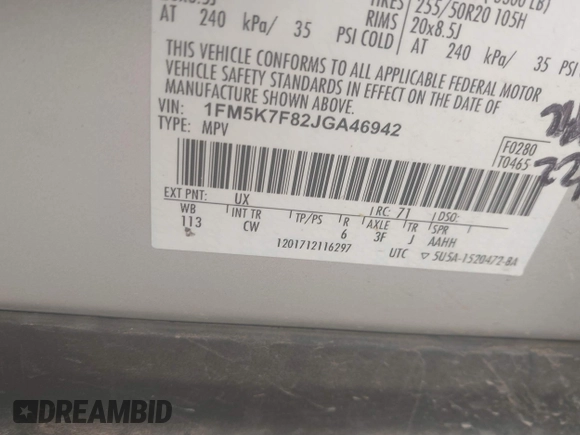 255/50R20 105H
RIMS 20x8.5J
AT 240 kPa/ 35 PSI COLD
AT 240 kPa/ 35 PSI
THIS VEHICLE CONFORMS TO ALL APPLICABLE FEDERAL MOTOR
VEHICLE SAFETY STANDARDS IN EFFECT ON THE DATE OF
MANUFACTURE SHOWN ABOVE.
VIN: 1FM5K7F82JGA46942
TYPE: MPV
F0280
T0465
EXT PNT: UX RC: 71 DSO:
WB INT TR TP/PS R AXLE TR SPR
113 CW 6 3F J AAHH
1201712116297 UTC ▽ 5U5A-1520472-BA
DREAMBID